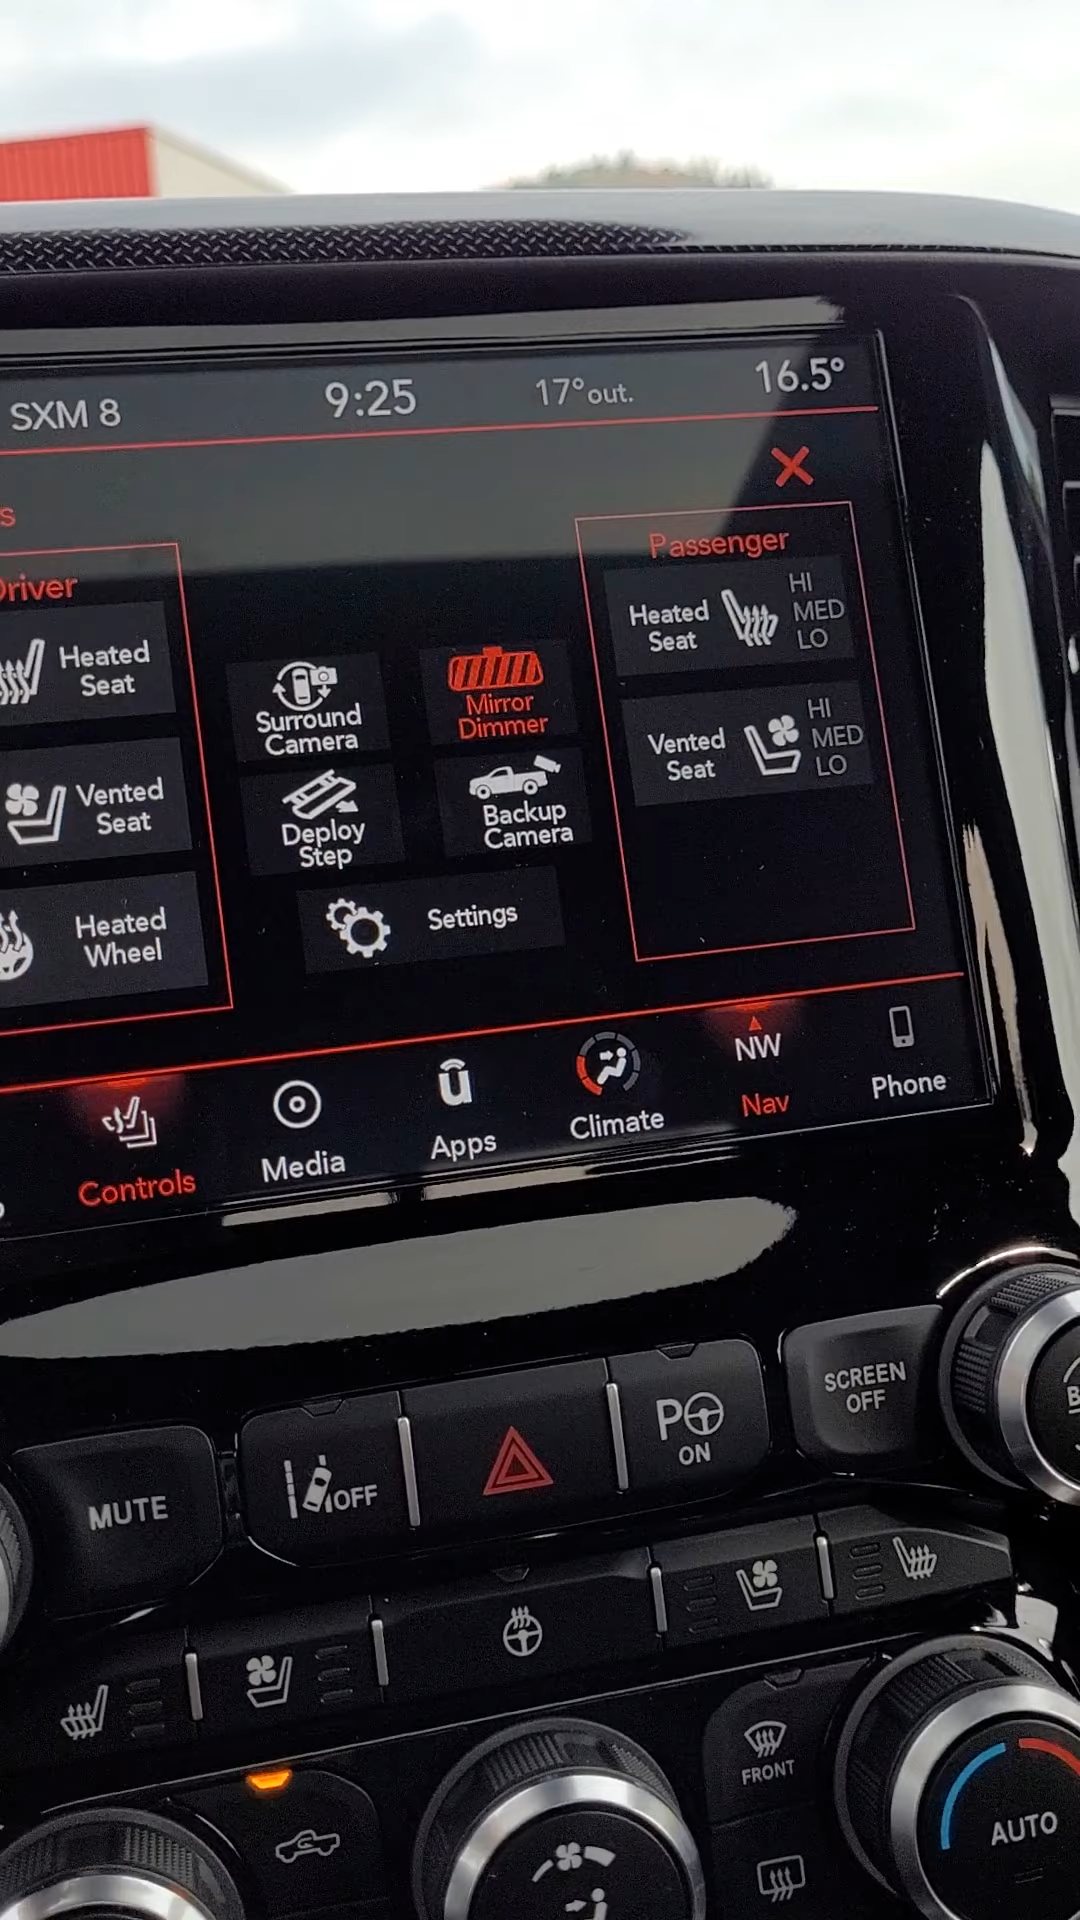 SXM 8 9:25 17° out. 16.5°
Passenger
Driver
Heated
Seat
HI
MED
LO
Heated
Seat
Surround
Camera
Mirror
Dimmer
Vented
Seat
HI
MED
LO
Vented
Seat
Deploy
Step
Backup
Camera
Heated
Wheel
Settings
NW
Controls
Media
Apps
Climate
Nav
Phone
MUTE
OFF
P
ON
SCREEN
OFF
FRONT
AUTO